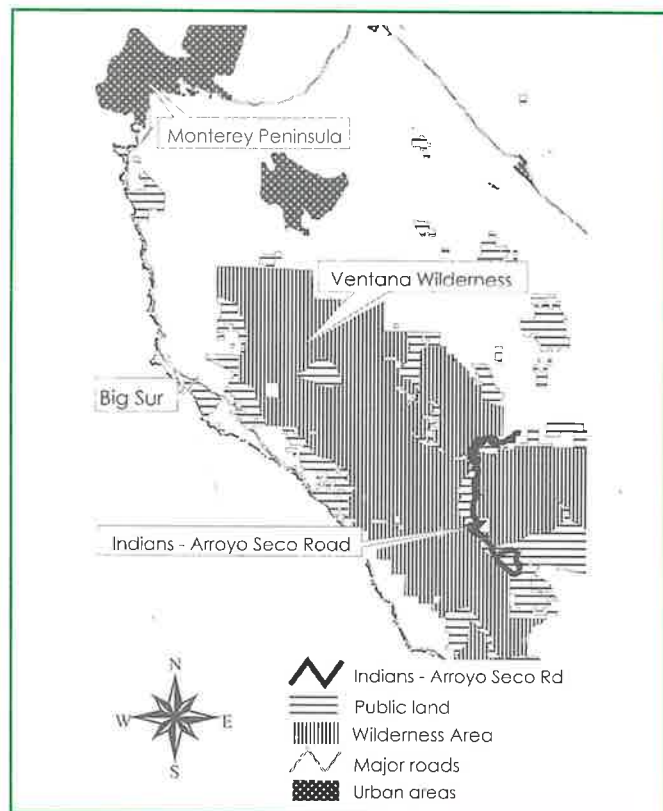 Monterey Peninsula
Ventana Wilderness
Big Sur
Indians - Arroyo Seco Road
N
W E
S
Indians - Arroyo Seco Rd
Public land
Wilderness Area
Major roads
Urban areas